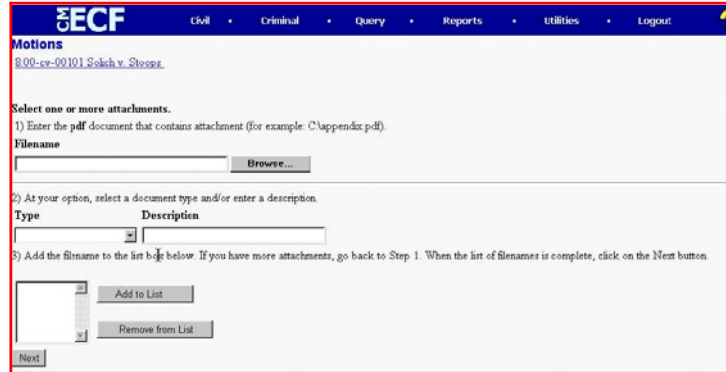 CM ECF Civil • Criminal • Query • Reports • Utilities • Logout ?
Motions
8:00-cv-00101 Solich v. Stoops
Select one or more attachments.
1) Enter the pdf document that contains attachment (for example: C:\appendix.pdf).
Filename
Browse...
2) At your option, select a document type and/or enter a description.
Type Description
3) Add the filename to the list box below. If you have more attachments, go back to Step 1. When the list of filenames is complete, click on the Next button.
Add to List
Remove from List
Next